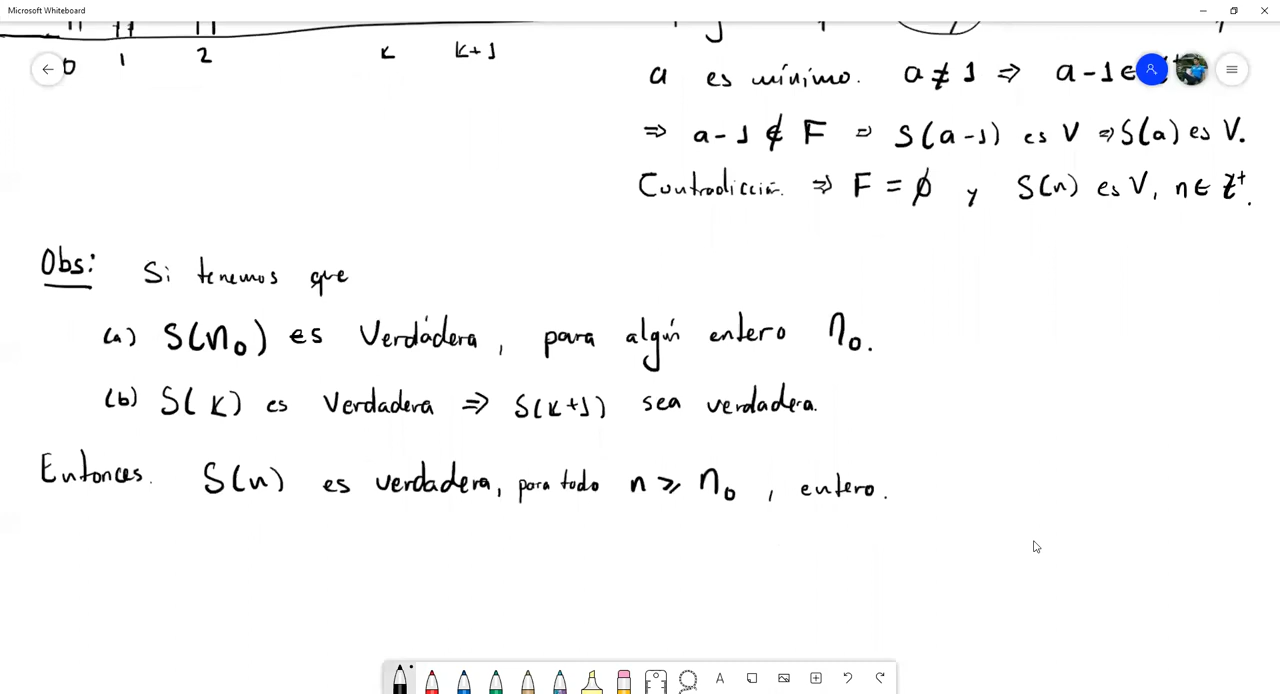 Microsoft Whiteboard
0 1 2 k k+1
a es mínimo. a ≠ 1 ⇒ a-1 ∈
⇒ a-1 ∉ F ⇒ S(a-1) es V ⇒ S(a) es V.
Contradicción. ⇒ F = ∅ y S(n) es V, n ∈ Z⁺.
Obs: Si tenemos que
(a) S(n₀) es Verdadera, para algún entero n₀.
(b) S(k) es Verdadera ⇒ S(k+1) sea verdadera.
Entonces. S(n) es verdadera, para todo n ⩾ n₀, entero.
A